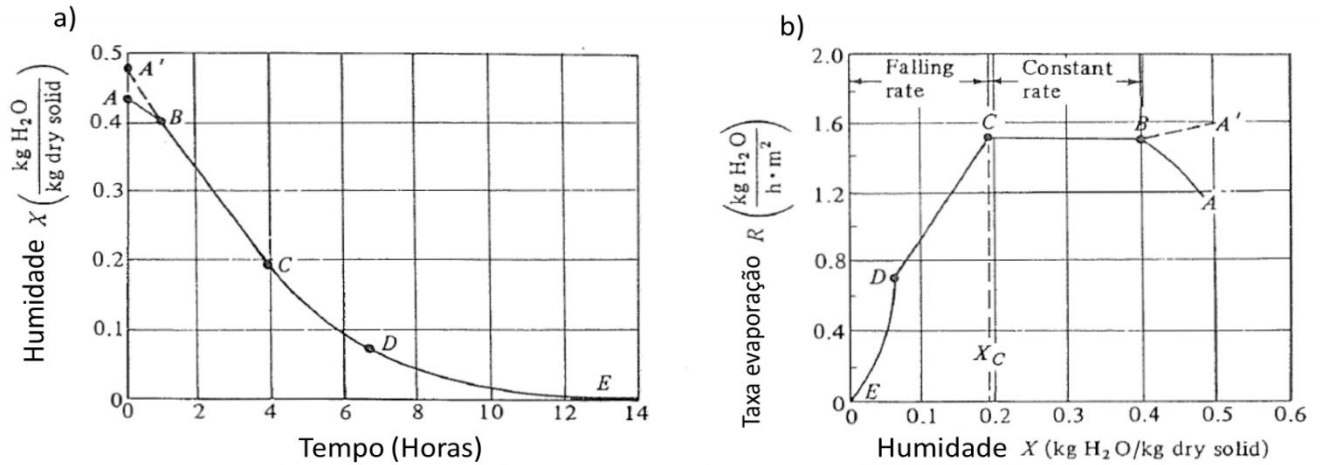 a)
Humidade X (kg H₂O / kg dry solid)
0.5
0.4
0.3
0.2
0.1
0
A'
A
B
C
D
E
0 2 4 6 8 10 12 14
Tempo (Horas)
b)
Taxa evaporação R (kg H₂O / h·m²)
2.0
1.6
1.2
0.8
0.4
0
Falling rate
Constant rate
C
B
A'
A
D
X_C
E
0 0.1 0.2 0.3 0.4 0.5 0.6
Humidade X (kg H₂O/kg dry solid)